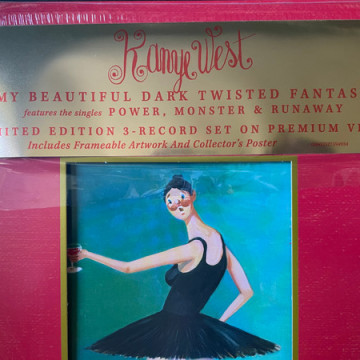 Kanye West
MY BEAUTIFUL DARK TWISTED FANTAS
features the singles POWER, MONSTER & RUNAWAY
MITED EDITION 3-RECORD SET ON PREMIUM V
Includes Frameable Artwork And Collector's Poster